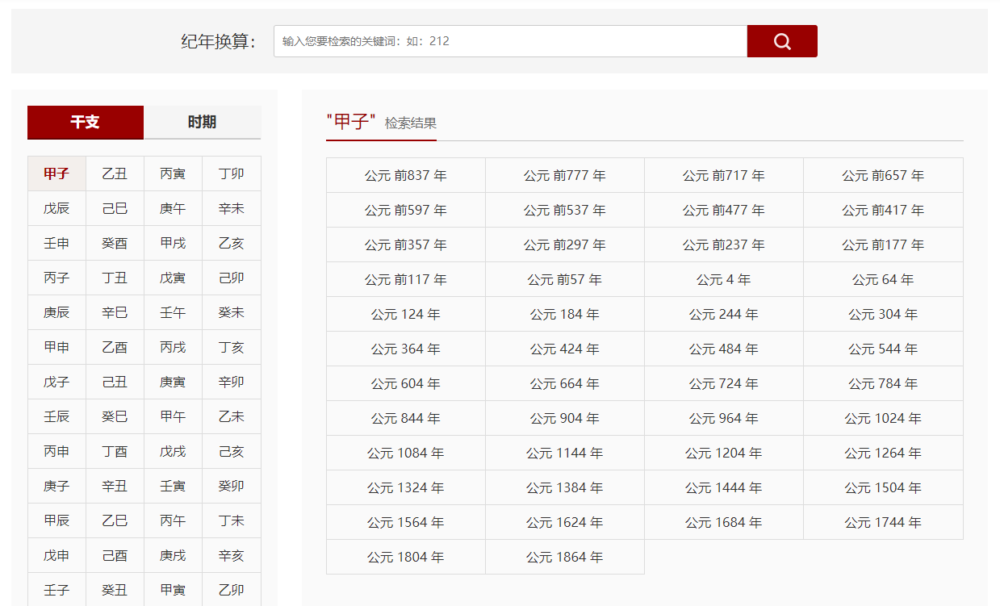 纪年换算：
输入您要检索的关键词：如：212
干支 时期
甲子 乙丑 丙寅 丁卯
戊辰 己巳 庚午 辛未
壬申 癸酉 甲戌 乙亥
丙子 丁丑 戊寅 己卯
庚辰 辛巳 壬午 癸未
甲申 乙酉 丙戌 丁亥
戊子 己丑 庚寅 辛卯
壬辰 癸巳 甲午 乙未
丙申 丁酉 戊戌 己亥
庚子 辛丑 壬寅 癸卯
甲辰 乙巳 丙午 丁未
戊申 己酉 庚戌 辛亥
壬子 癸丑 甲寅 乙卯
"甲子" 检索结果
公元 前837 年 公元 前777 年 公元 前717 年 公元 前657 年
公元 前597 年 公元 前537 年 公元 前477 年 公元 前417 年
公元 前357 年 公元 前297 年 公元 前237 年 公元 前177 年
公元 前117 年 公元 前57 年 公元 4 年 公元 64 年
公元 124 年 公元 184 年 公元 244 年 公元 304 年
公元 364 年 公元 424 年 公元 484 年 公元 544 年
公元 604 年 公元 664 年 公元 724 年 公元 784 年
公元 844 年 公元 904 年 公元 964 年 公元 1024 年
公元 1084 年 公元 1144 年 公元 1204 年 公元 1264 年
公元 1324 年 公元 1384 年 公元 1444 年 公元 1504 年
公元 1564 年 公元 1624 年 公元 1684 年 公元 1744 年
公元 1804 年 公元 1864 年